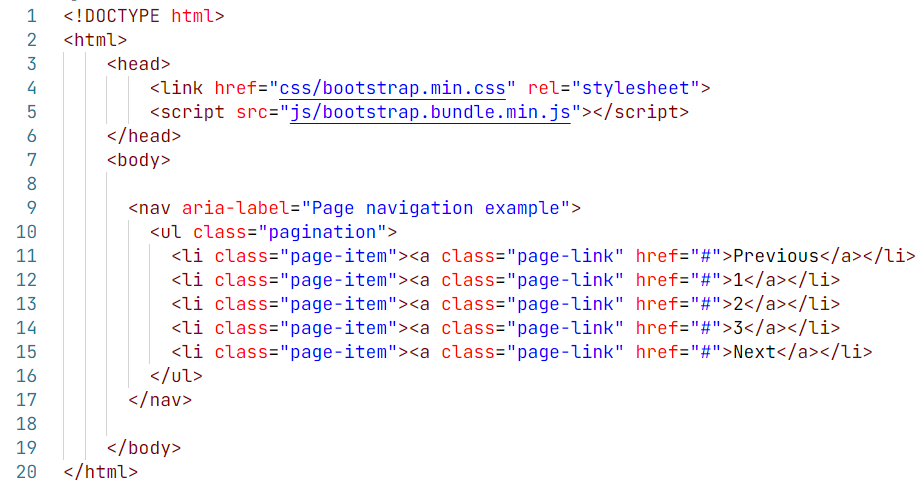 1 <!DOCTYPE html>
2 <html>
3     <head>
4         <link href="css/bootstrap.min.css" rel="stylesheet">
5         <script src="js/bootstrap.bundle.min.js"></script>
6     </head>
7     <body>
8
9       <nav aria-label="Page navigation example">
10         <ul class="pagination">
11           <li class="page-item"><a class="page-link" href="#">Previous</a></li>
12           <li class="page-item"><a class="page-link" href="#">1</a></li>
13           <li class="page-item"><a class="page-link" href="#">2</a></li>
14           <li class="page-item"><a class="page-link" href="#">3</a></li>
15           <li class="page-item"><a class="page-link" href="#">Next</a></li>
16         </ul>
17       </nav>
18
19     </body>
20 </html>